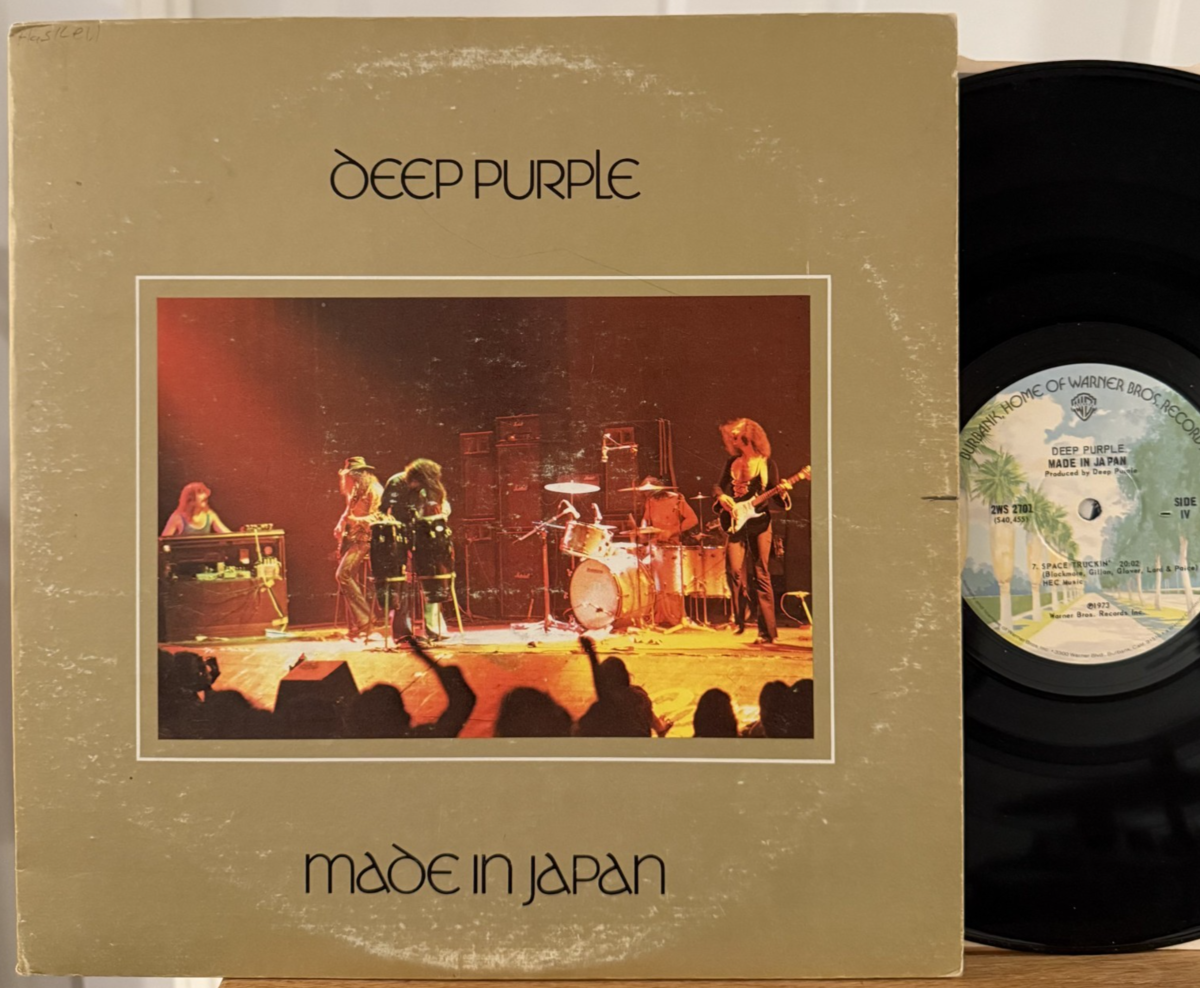 DEEP PURPLE
MADE IN JAPAN
BURBANK, HOME OF WARNER BROS. RECORDS
DEEP PURPLE
MADE IN JAPAN
Produced by Deep Purple
2WS 2701
(S40,455)
SIDE
IV
7. SPACE TRUCKIN' 20:02
(Blackmore, Gillan, Glover, Lord & Paice)
HEC Music
℗1973
Warner Bros. Records Inc.